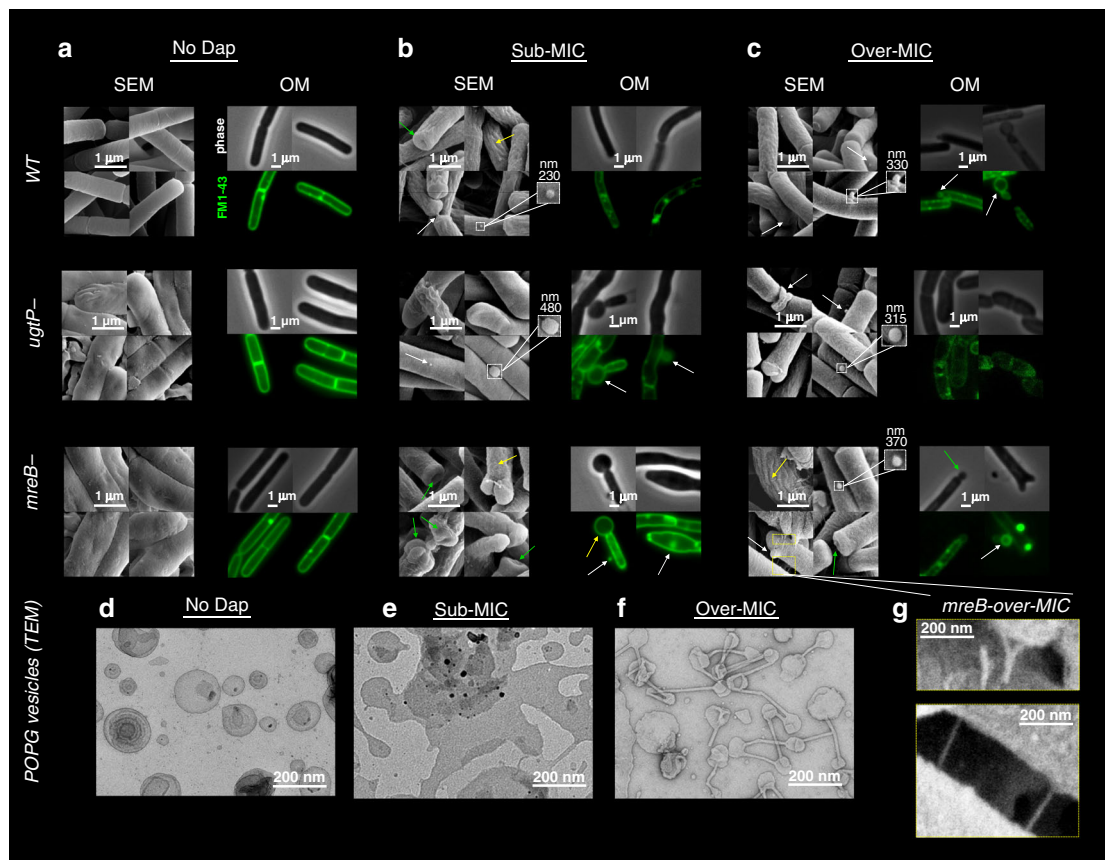 a No Dap
b Sub-MIC
c Over-MIC
SEM OM SEM OM SEM OM
WT
phase
FM1-43
1 µm
1 µm
1 µm
nm
230
1 µm
1 µm
nm
330
1 µm
ugtP–
1 µm
1 µm
1 µm
nm
480
1 µm
1 µm
nm
315
1 µm
mreB–
1 µm
1 µm
1 µm
1 µm
1 µm
nm
370
1 µm
POPG vesicles (TEM)
d No Dap
200 nm
e Sub-MIC
200 nm
f Over-MIC
200 nm
g mreB-over-MIC
200 nm
200 nm